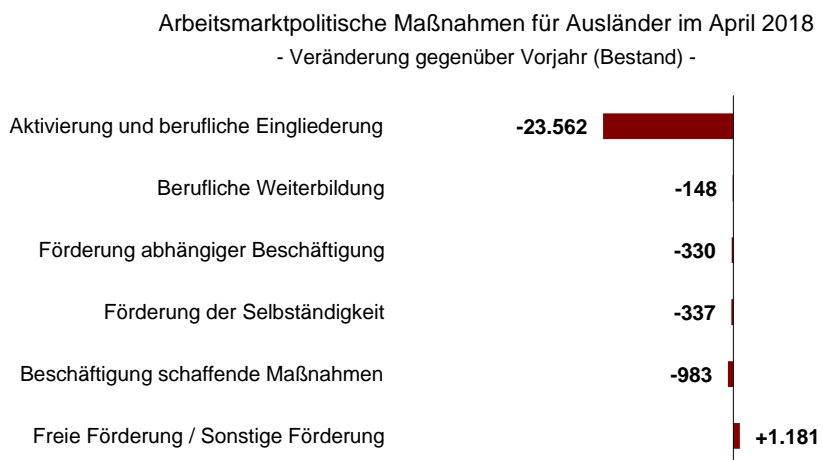 Arbeitsmarktpolitische Maßnahmen für Ausländer im April 2018
- Veränderung gegenüber Vorjahr (Bestand) -
Aktivierung und berufliche Eingliederung -23.562
Berufliche Weiterbildung -148
Förderung abhängiger Beschäftigung -330
Förderung der Selbständigkeit -337
Beschäftigung schaffende Maßnahmen -983
Freie Förderung / Sonstige Förderung +1.181